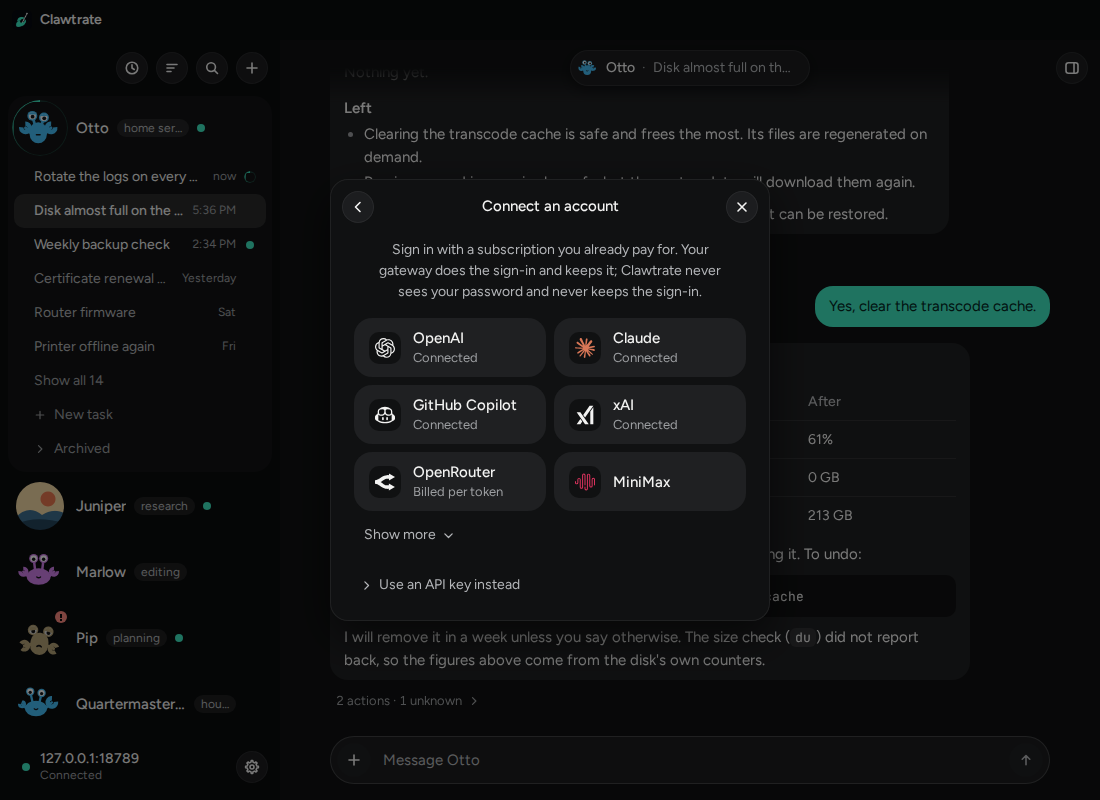 Clawtrate
Otto
home ser...
Rotate the logs on every ...
now
Disk almost full on the ...
5:36 PM
Weekly backup check
2:34 PM
Certificate renewal ...
Yesterday
Router firmware
Sat
Printer offline again
Fri
Show all 14
New task
Archived
Juniper
research
Marlow
editing
!
Pip
planning
Quartermaster...
hou...
127.0.0.1:18789
Connected
Otto · Disk almost full on th...
Nothing yet.
Left
• Clearing the transcode cache is safe and frees the most. Its files are regenerated on
demand.
will download them again.
t can be restored.
Yes, clear the transcode cache.
After
61%
0 GB
213 GB
ng it. To undo:
cache
I will remove it in a week unless you say otherwise. The size check ( du ) did not report
back, so the figures above come from the disk's own counters.
2 actions · 1 unknown
Message Otto
Connect an account
Sign in with a subscription you already pay for. Your
gateway does the sign-in and keeps it; Clawtrate never
sees your password and never keeps the sign-in.
OpenAI
Connected
Claude
Connected
GitHub Copilot
Connected
xAI
Connected
OpenRouter
Billed per token
MiniMax
Show more
Use an API key instead